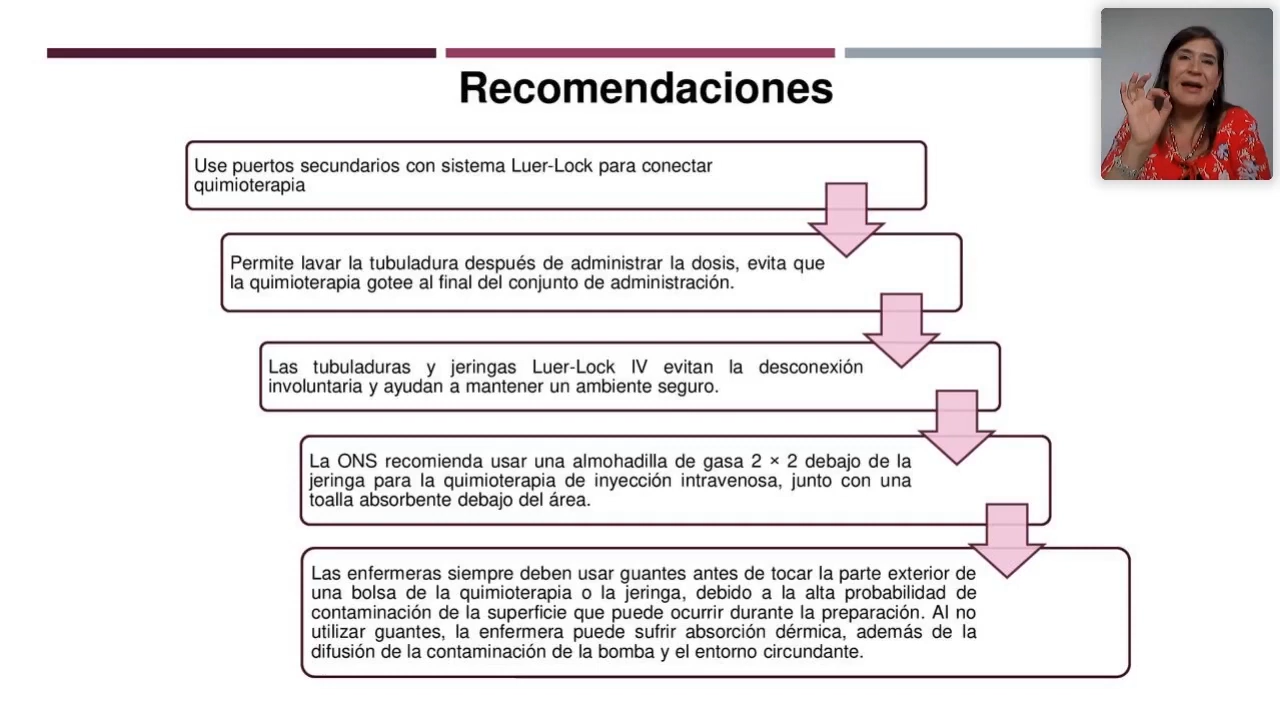 Recomendaciones
Use puertos secundarios con sistema Luer-Lock para conectar
quimioterapia
Permite lavar la tubuladura después de administrar la dosis, evita que
la quimioterapia gotee al final del conjunto de administración.
Las tubuladuras y jeringas Luer-Lock IV evitan la desconexión
involuntaria y ayudan a mantener un ambiente seguro.
La ONS recomienda usar una almohadilla de gasa 2 × 2 debajo de la
jeringa para la quimioterapia de inyección intravenosa, junto con una
toalla absorbente debajo del área.
Las enfermeras siempre deben usar guantes antes de tocar la parte exterior de
una bolsa de la quimioterapia o la jeringa, debido a la alta probabilidad de
contaminación de la superficie que puede ocurrir durante la preparación. Al no
utilizar guantes, la enfermera puede sufrir absorción dérmica, además de la
difusión de la contaminación de la bomba y el entorno circundante.